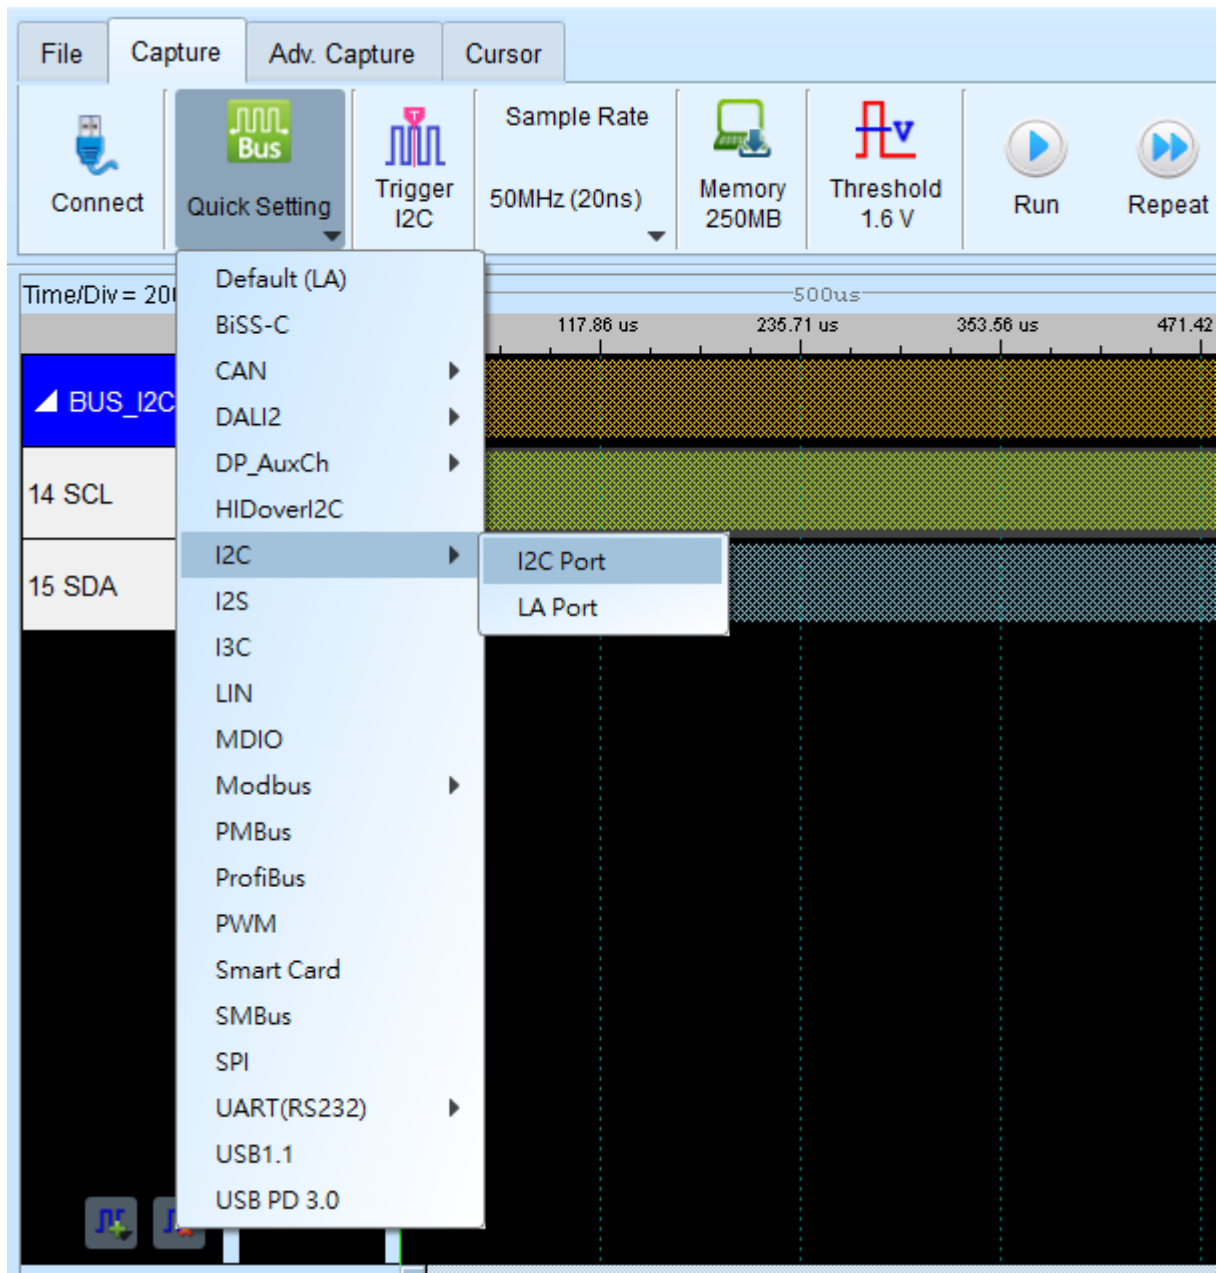 File Capture Adv. Capture Cursor
Bus
T
V
Connect
Quick Setting
Trigger
I2C
Sample Rate
50MHz (20ns)
Memory
250MB
Threshold
1.6 V
Run
Repeat
Time/Div = 20
500us
117.86 us 235.71 us 353.56 us 471.42
BUS_I2C
14 SCL
15 SDA
Default (LA)
BiSS-C
CAN
DALI2
DP_AuxCh
HIDoverI2C
I2C
I2S
I3C
LIN
MDIO
Modbus
PMBus
ProfiBus
PWM
Smart Card
SMBus
SPI
UART(RS232)
USB1.1
USB PD 3.0
I2C Port
LA Port